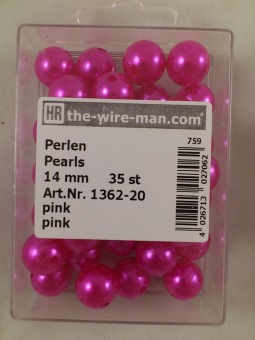 HR the-wire-man.com®
759
Perlen
Pearls
14 mm 35 st
Art.Nr. 1362-20
pink
pink
4 026713 027062